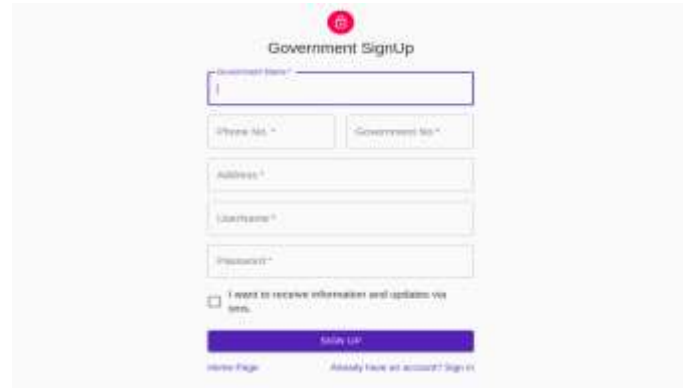 Government SignUp
Government Name *
Phone No. *
Government No *
Address *
UserName *
Password *
I want to receive information and updates via
sms.
SIGN UP
Home Page
Already have an account? Sign in